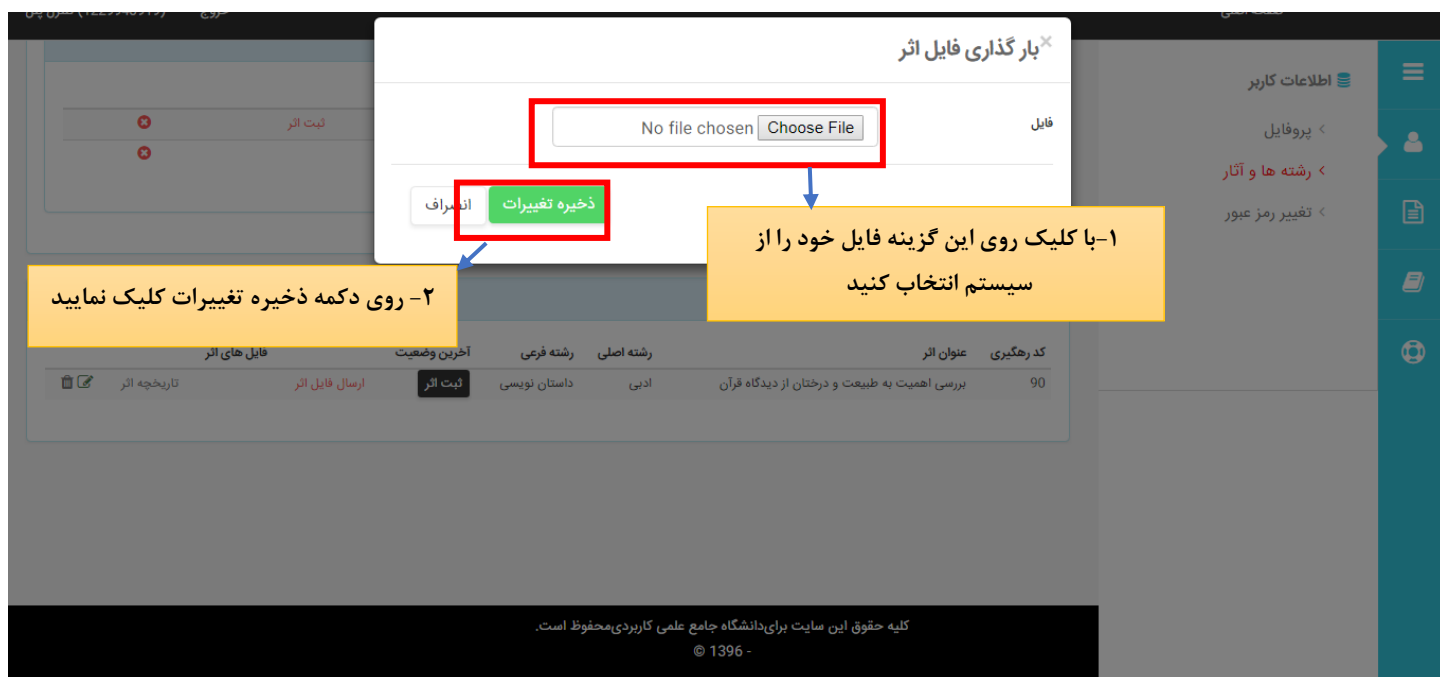 خروج
بار گذاری فایل اثر
×
اطلاعات کاربر
پروفایل
رشته ها و آثار
تغییر رمز عبور
ثبت اثر
فایل
No file chosen Choose File
ذخیره تغییرات
انصراف
۱-با کلیک روی این گزینه فایل خود را از
سیستم انتخاب کنید
۲- روی دکمه ذخیره تغییرات کلیک نمایید
کد رهگیری عنوان اثر رشته اصلی رشته فرعی آخرین وضعیت فایل های اثر
90 بررسی اهمیت به طبیعت و درختان از دیدگاه قرآن ادبی داستان نویسی ثبت اثر ارسال فایل اثر تاریخچه اثر
کلیه حقوق این سایت برای‌دانشگاه جامع علمی کاربردی‌محفوظ است.
© 1396 -